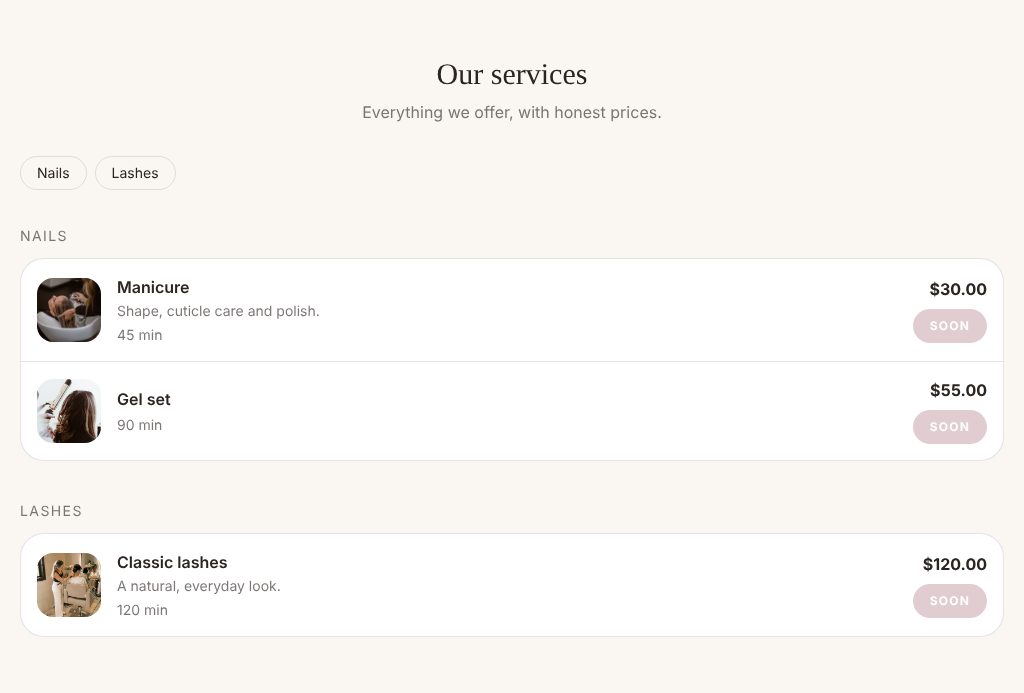 Our services
Everything we offer, with honest prices.
Nails
Lashes
NAILS
Manicure
Shape, cuticle care and polish.
45 min
$30.00
SOON
Gel set
90 min
$55.00
SOON
LASHES
Classic lashes
A natural, everyday look.
120 min
$120.00
SOON